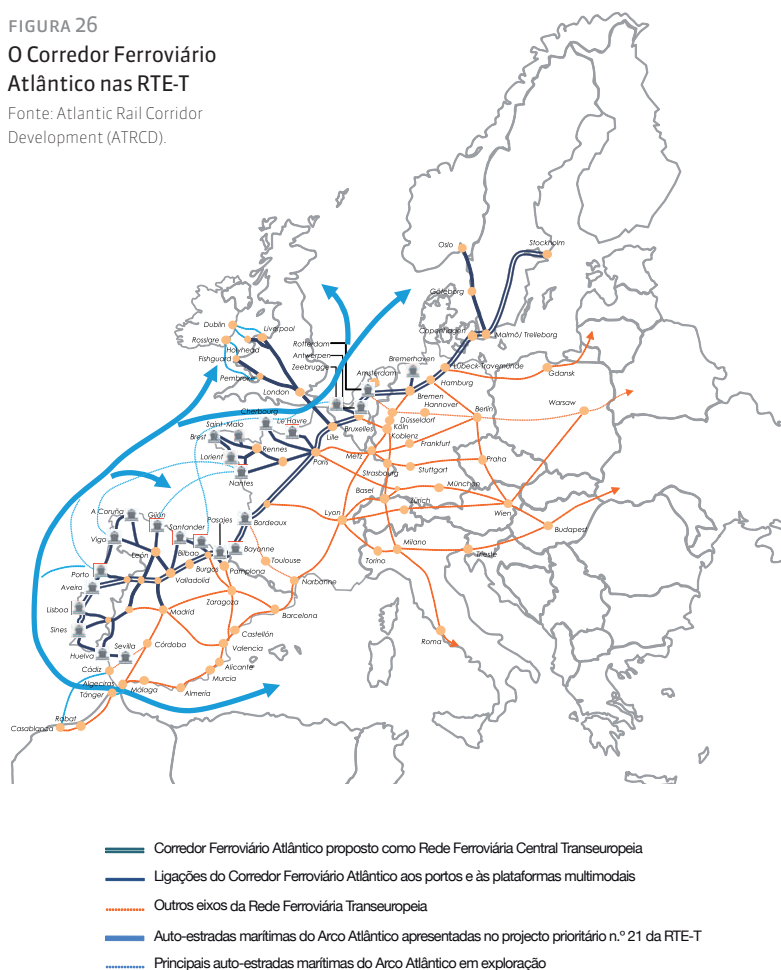 FIGURA 26
O Corredor Ferroviário
Atlântico nas RTE-T
Fonte: Atlantic Rail Corridor
Development (ATRCD).
Oslo
Stockholm
Göteborg
Copenhagen
Malmö/ Trelleborg
Dublin
Liverpool
Rosslare
Holyhead
Fishguard
Pembroke
London
Rotterdam
Antwerpen
Zeebrugge
Amsterdam
Bremerhaken
Lübeck-Travemünde
Hamburg
Gdansk
Bremen
Hannover
Berlin
Warsaw
Cherbourg
Le Havre
Saint-Malo
Brest
Rennes
Lorient
Nantes
Paris
Lille
Bruxelles
Düsseldorf
Köln
Koblenz
Frankfurt
Metz
Praha
Strasbourg
Stuttgart
Basel
München
Zürich
Wien
Budapest
Lyon
Milano
Torino
Trieste
Roma
A Coruña
Gijón
Santander
Pasajes
Bordeaux
Vigo
León
Bilbao
Bayonne
Toulouse
Burgos
Pamplona
Porto
Valladolid
Narbonne
Aveiro
Zaragoza
Lisboa
Madrid
Barcelona
Sines
Castellón
Sevilla
Córdoba
Valencia
Huelva
Alicante
Cádiz
Murcia
Algeciras
Málaga
Almería
Tánger
Rabat
Casablanza
Corredor Ferroviário Atlântico proposto como Rede Ferroviária Central Transeuropeia
Ligações do Corredor Ferroviário Atlântico aos portos e às plataformas multimodais
Outros eixos da Rede Ferroviária Transeuropeia
Auto-estradas marítimas do Arco Atlântico apresentadas no projecto prioritário n.º 21 da RTE-T
Principais auto-estradas marítimas do Arco Atlântico em exploração